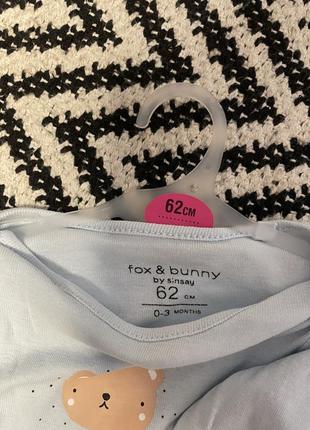 62CM
fox & bunny
by sinsay
62 CM
0-3 MONTHS